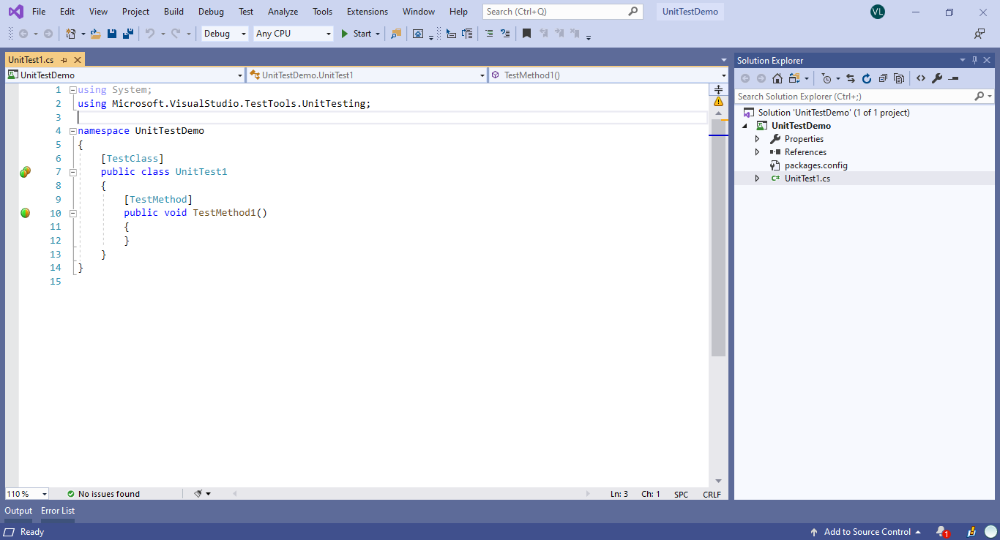 File Edit View Project Build Debug Test Analyze Tools Extensions Window Help Search (Ctrl+Q) UnitTestDemo VL
Debug Any CPU Start
UnitTest1.cs
UnitTestDemo UnitTestDemo.UnitTest1 TestMethod1()
1 using System;
2 using Microsoft.VisualStudio.TestTools.UnitTesting;
3
4 namespace UnitTestDemo
5 {
6 [TestClass]
7 public class UnitTest1
8 {
9 [TestMethod]
10 public void TestMethod1()
11 {
12 }
13 }
14 }
15
110 % No issues found Ln: 3 Ch: 1 SPC CRLF
Solution Explorer
Search Solution Explorer (Ctrl+;)
Solution 'UnitTestDemo' (1 of 1 project)
UnitTestDemo
Properties
References
packages.config
C# UnitTest1.cs
Output Error List
Ready Add to Source Control 1